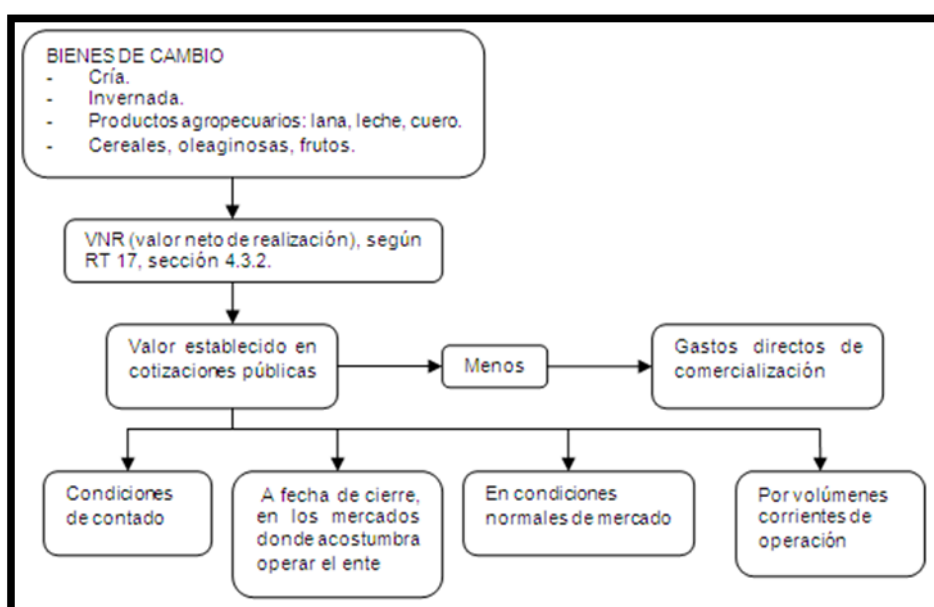 BIENES DE CAMBIO
- Cría.
- Invernada.
- Productos agropecuarios: lana, leche, cuero.
- Cereales, oleaginosas, frutos.
VNR (valor neto de realización), según
RT 17, sección 4.3.2.
Valor establecido en
cotizaciones públicas
Menos
Gastos directos de
comercialización
Condiciones
de contado
A fecha de cierre,
en los mercados
donde acostumbra
operar el ente
En condiciones
normales de mercado
Por volúmenes
corrientes de
operación